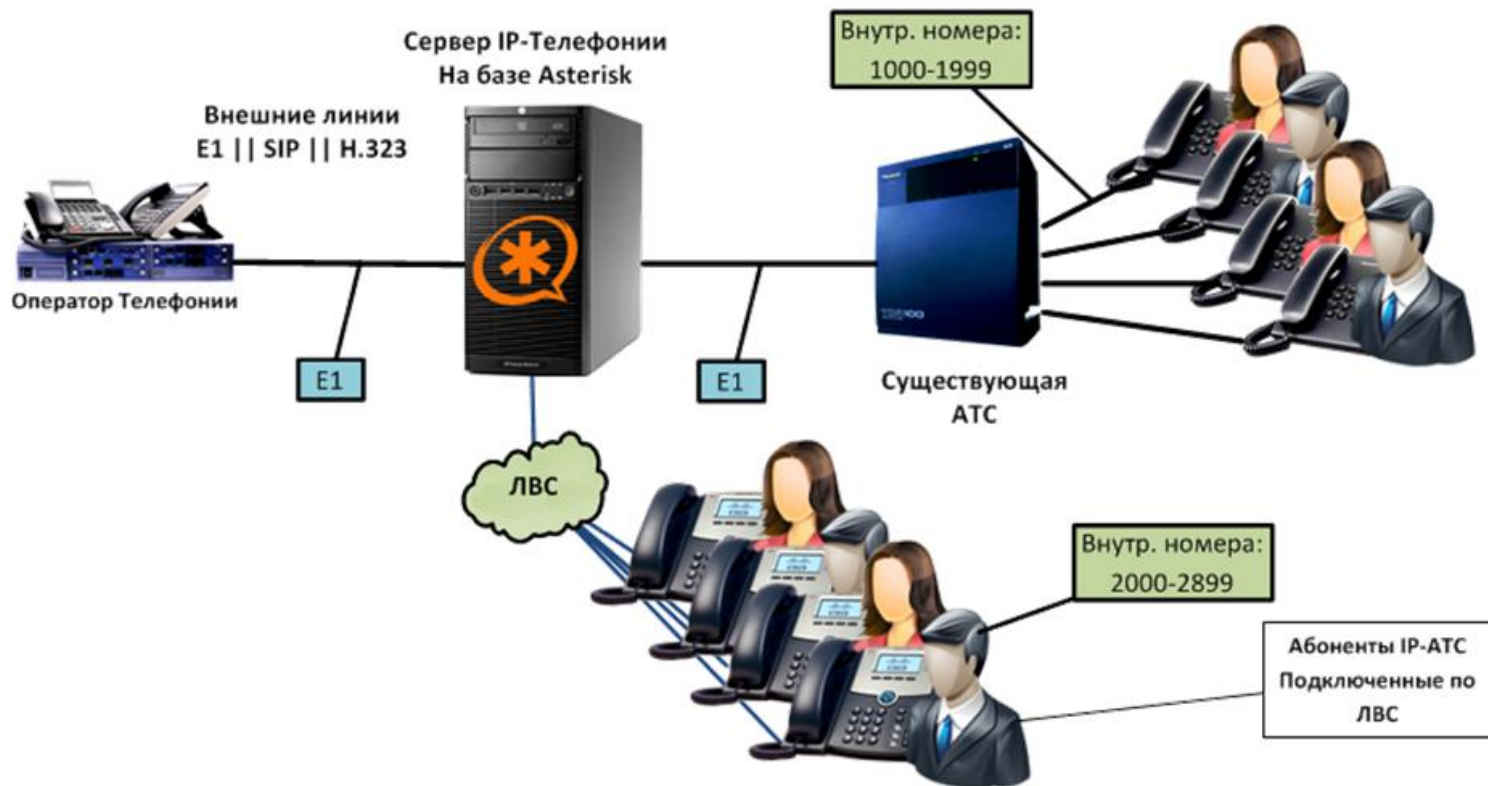 Сервер IP-Телефонии
На базе Asterisk
Внешние линии
E1 || SIP || H.323
Оператор Телефонии
E1
E1
Внутр. номера:
1000-1999
Существующая
АТС
ЛВС
Внутр. номера:
2000-2899
Абоненты IP-АТС
Подключенные по
ЛВС